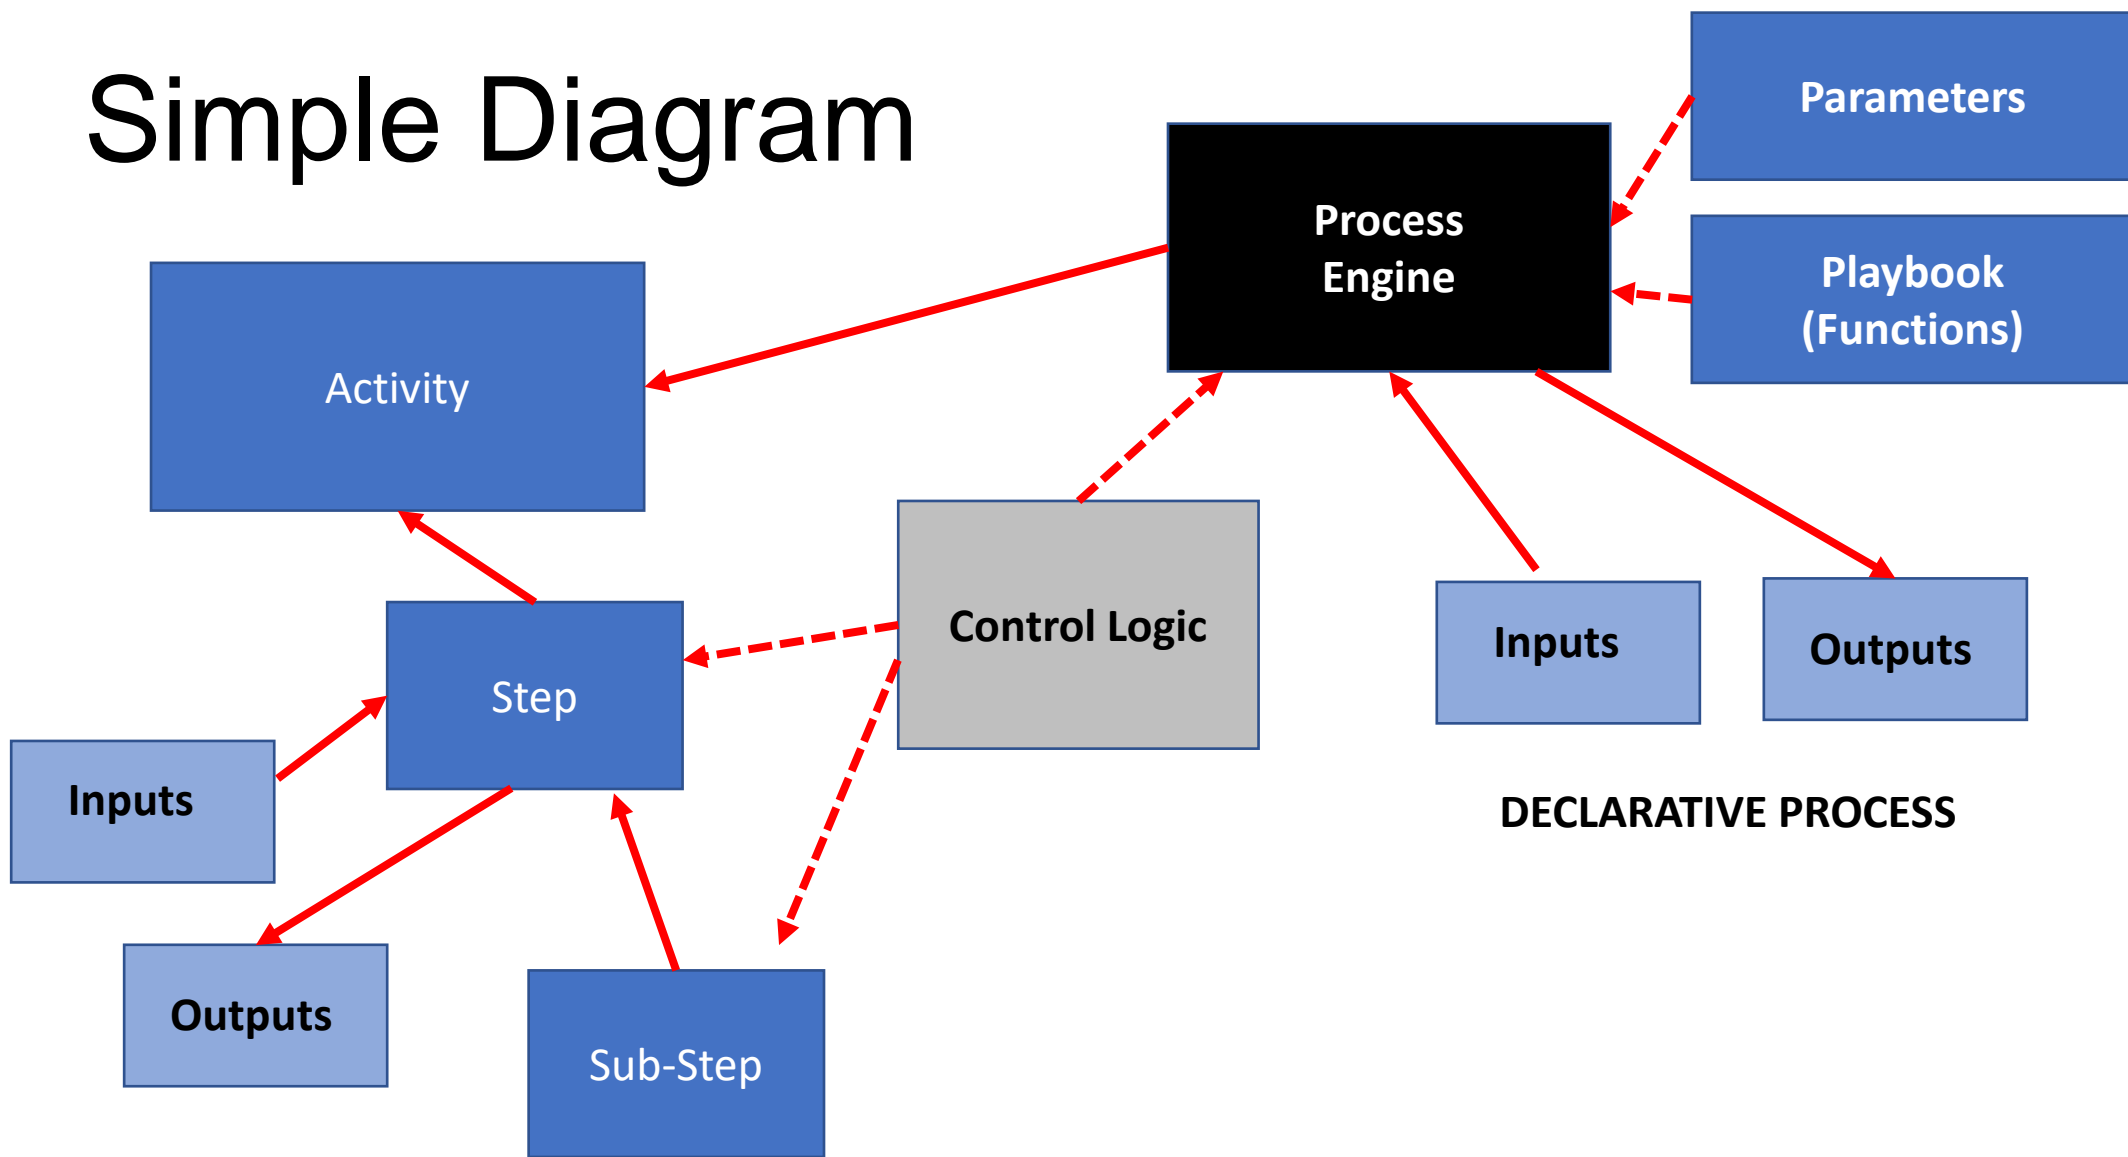 Simple Diagram
Parameters
Process
Engine
Playbook
(Functions)
Activity
Control Logic
Inputs
Outputs
Step
Inputs
DECLARATIVE PROCESS
Outputs
Sub-Step